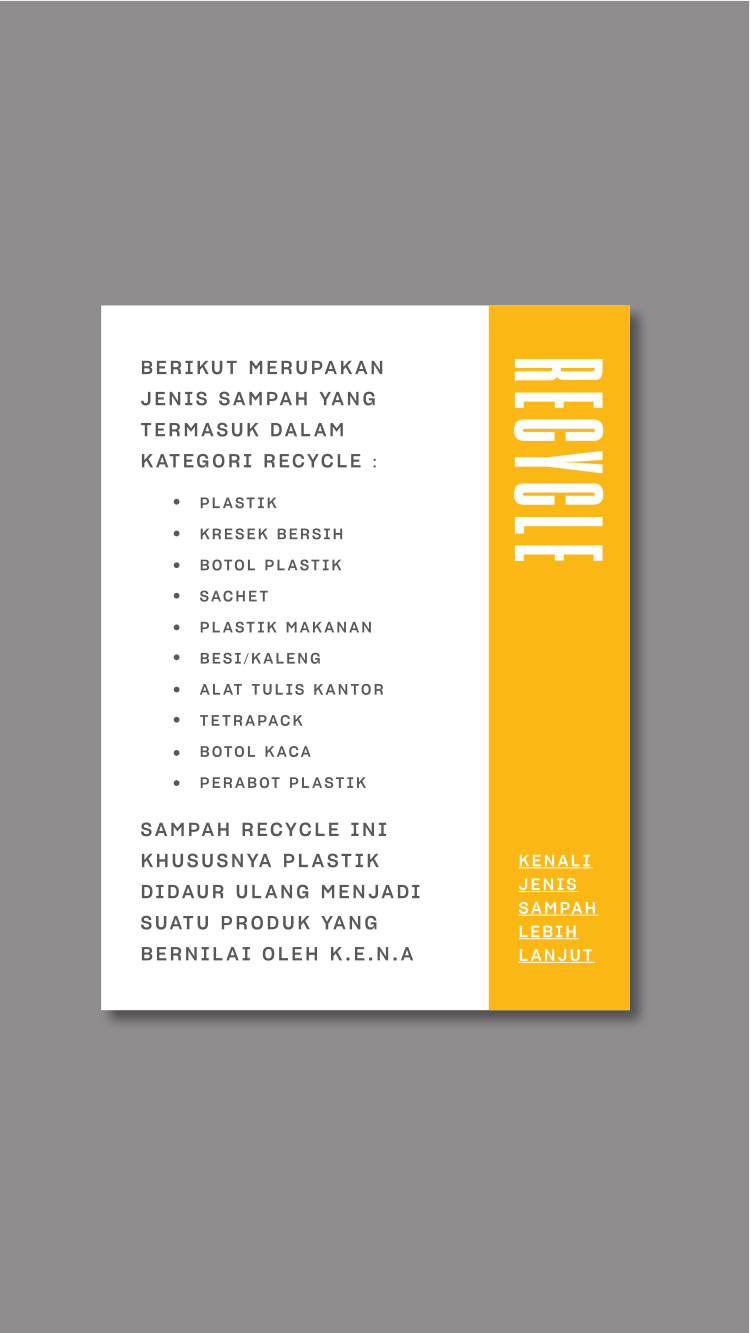 BERIKUT MERUPAKAN
JENIS SAMPAH YANG
TERMASUK DALAM
KATEGORI RECYCLE :
• PLASTIK
• KRESEK BERSIH
• BOTOL PLASTIK
• SACHET
• PLASTIK MAKANAN
• BESI/KALENG
• ALAT TULIS KANTOR
• TETRAPACK
• BOTOL KACA
• PERABOT PLASTIK
SAMPAH RECYCLE INI
KHUSUSNYA PLASTIK
DIDAUR ULANG MENJADI
SUATU PRODUK YANG
BERNILAI OLEH K.E.N.A
RECYCLE
KENALI
JENIS
SAMPAH
LEBIH
LANJUT